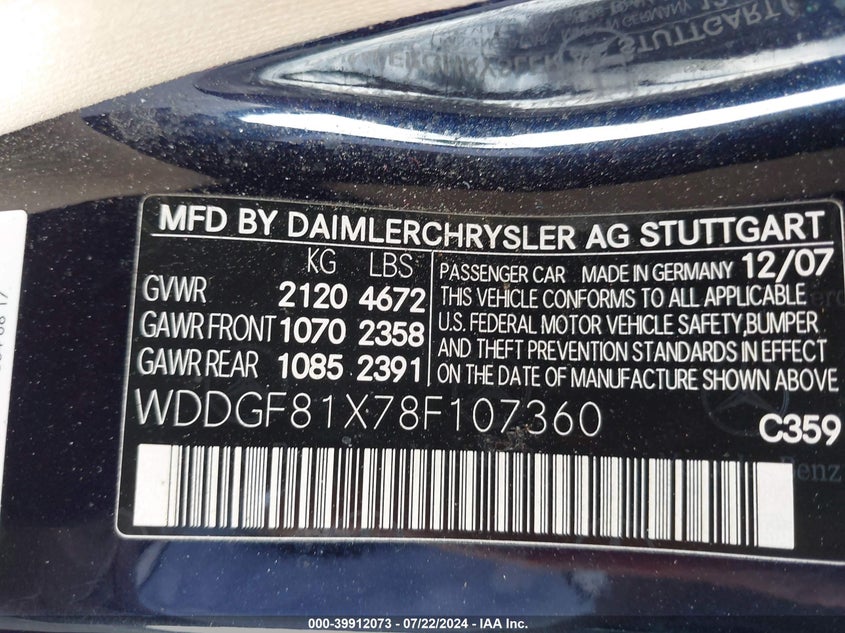 MFD BY DAIMLERCHRYSLER AG STUTTGART
KG LBS
GVWR 2120 4672
GAWR FRONT 1070 2358
GAWR REAR 1085 2391
PASSENGER CAR MADE IN GERMANY 12/07
THIS VEHICLE CONFORMS TO ALL APPLICABLE
U.S. FEDERAL MOTOR VEHICLE SAFETY,BUMPER
AND THEFT PREVENTION STANDARDS IN EFFECT
ON THE DATE OF MANUFACTURE SHOWN ABOVE
WDDGF81X78F107360
C359
000-39912073 - 07/22/2024 - IAA Inc.